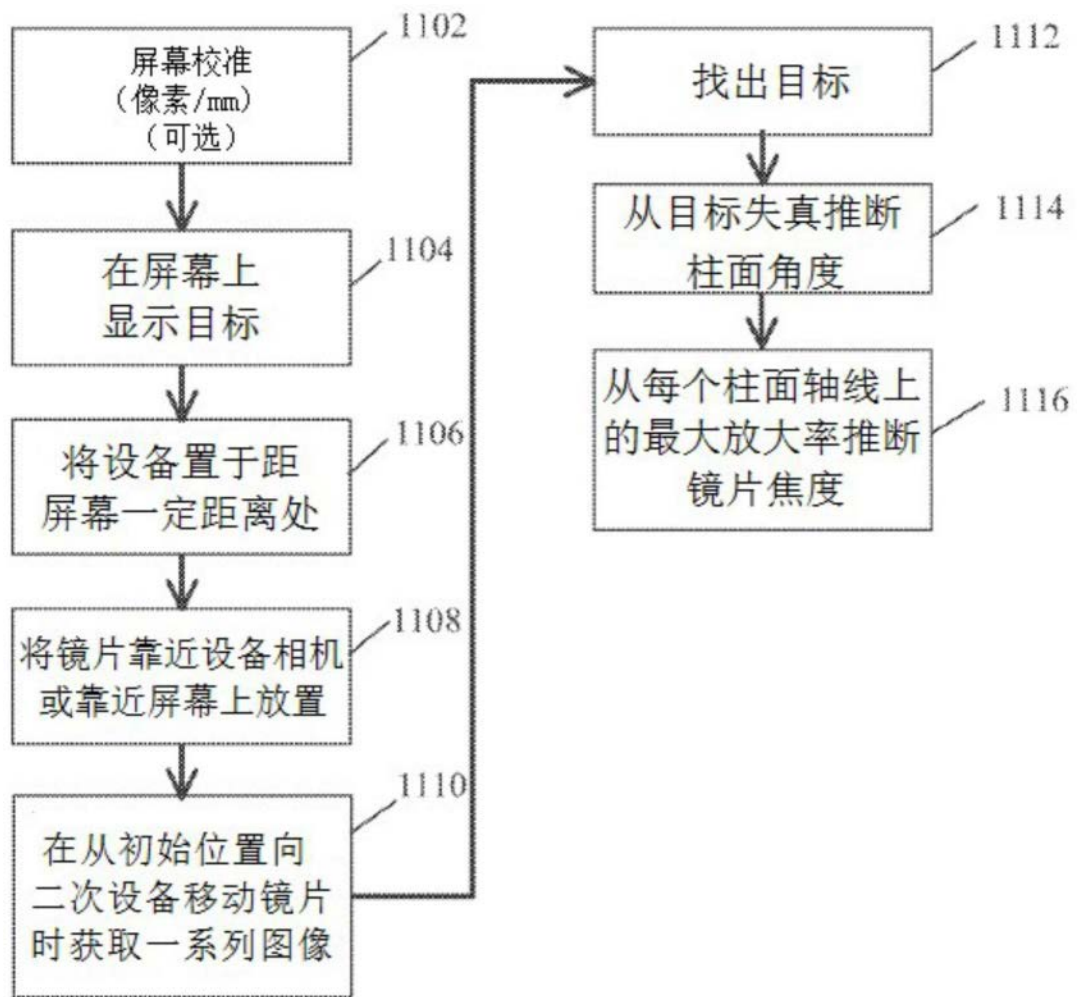 屏幕校准
(像素/mm)
(可选)
1102
在屏幕上
显示目标
1104
将设备置于距
屏幕一定距离处
1106
将镜片靠近设备相机
或靠近屏幕上放置
1108
在从初始位置向
二次设备移动镜片
时获取一系列图像
1110
找出目标
1112
从目标失真推断
柱面角度
1114
从每个柱面轴线上
的最大放大率推断
镜片焦度
1116